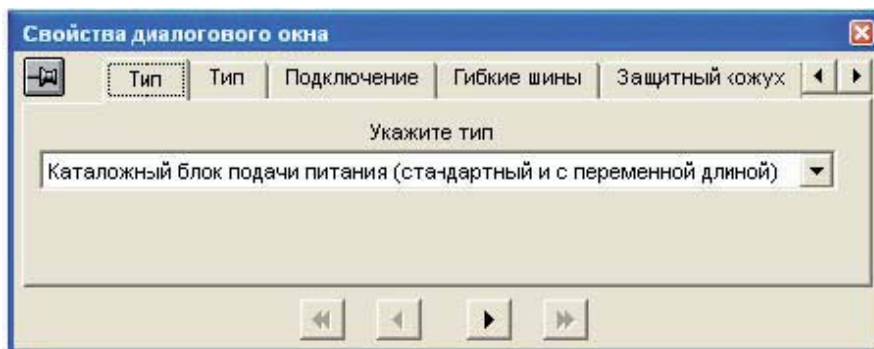 Свойства диалогового окна
Тип Тип Подключение Гибкие шины Защитный кожух
Укажите тип
Каталожный блок подачи питания (стандартный и с переменной длиной)